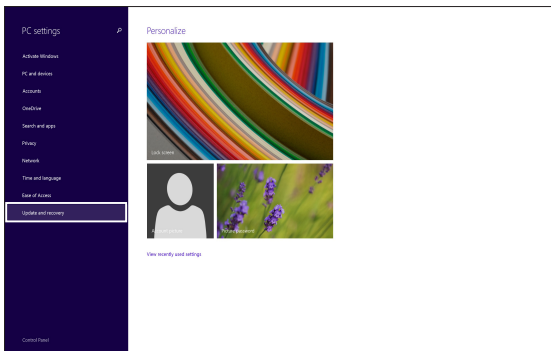 PC settings
Activate Windows
PC and devices
Accounts
OneDrive
Search and apps
Privacy
Network
Time and language
Ease of Access
Update and recovery
Control Panel
Personalize
Lock screen
Account picture
Picture password
View recently used settings